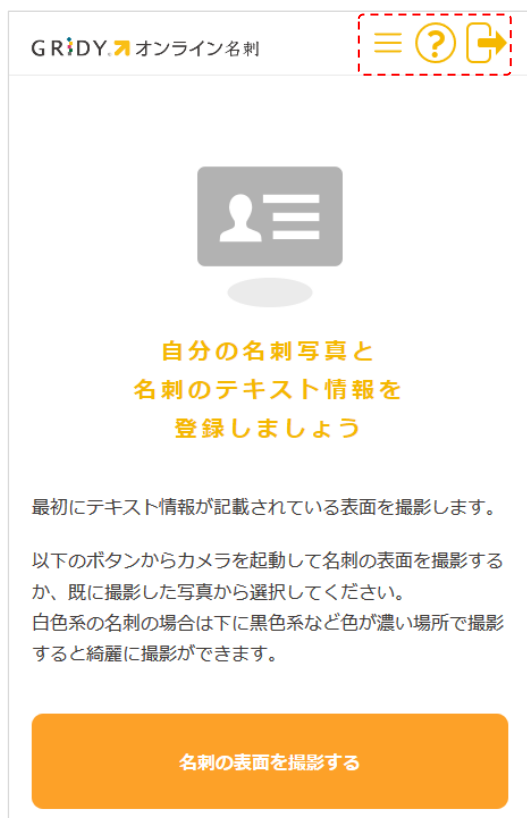 GRiDY. オンライン名刺
?
自分の名刺写真と
名刺のテキスト情報を
登録しましょう
最初にテキスト情報が記載されている表面を撮影します。
以下のボタンからカメラを起動して名刺の表面を撮影する
か、既に撮影した写真から選択してください。
白色系の名刺の場合は下に黒色系など色が濃い場所で撮影
すると綺麗に撮影ができます。
名刺の表面を撮影する